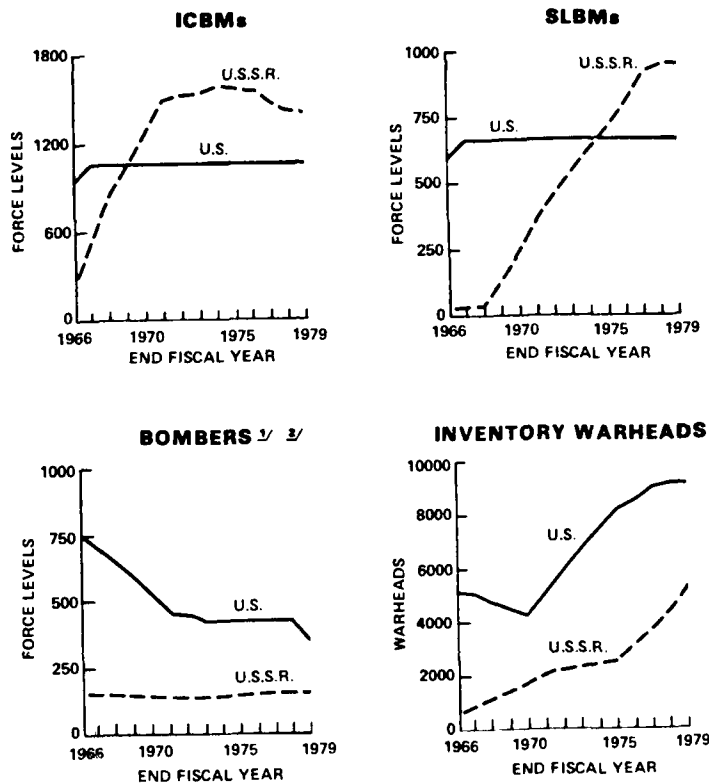 ICBMs
1800
1200
600
0
FORCE LEVELS
U.S.S.R.
U.S.
1966 1970 1975 1979
END FISCAL YEAR
SLBMs
1000
750
500
250
0
FORCE LEVELS
U.S.S.R.
U.S.
1966 1970 1975 1979
END FISCAL YEAR
BOMBERS 1/ 2/
1000
750
500
250
0
FORCE LEVELS
U.S.
U.S.S.R.
1966 1970 1975 1979
END FISCAL YEAR
INVENTORY WARHEADS
10000
8000
6000
4000
2000
0
WARHEADS
U.S.
U.S.S.R.
1966 1970 1975 1979
END FISCAL YEAR